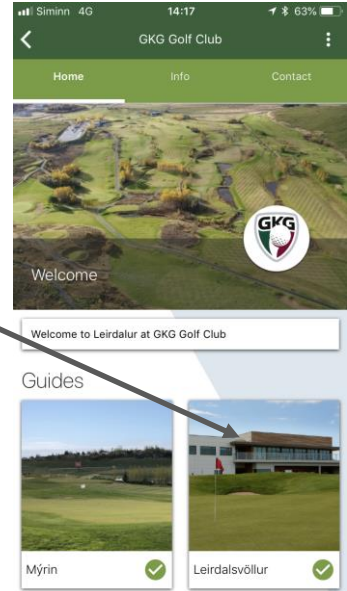 Siminn 4G 14:17 63%
GKG Golf Club
Home Info Contact
GKG
Welcome
Welcome to Leirdalur at GKG Golf Club
Guides
Mýrin Leirdalsvöllur